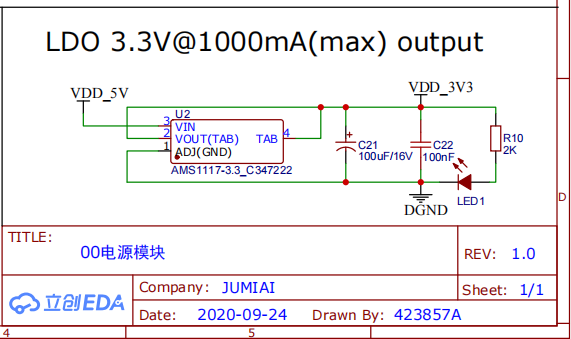 LDO 3.3V@1000mA(max) output
VDD_5V
VDD_3V3
U2
3 VIN
2 VOUT(TAB) TAB 4
1 ADJ(GND)
AMS1117-3.3_C347222
+
C21
100uF/16V
C22
100nF
R10
2K
LED1
DGND
D
TITLE:
00电源模块
REV: 1.0
立创EDA
Company: JUMIAI
Sheet: 1/1
Date: 2020-09-24 Drawn By: 423857A
4 5